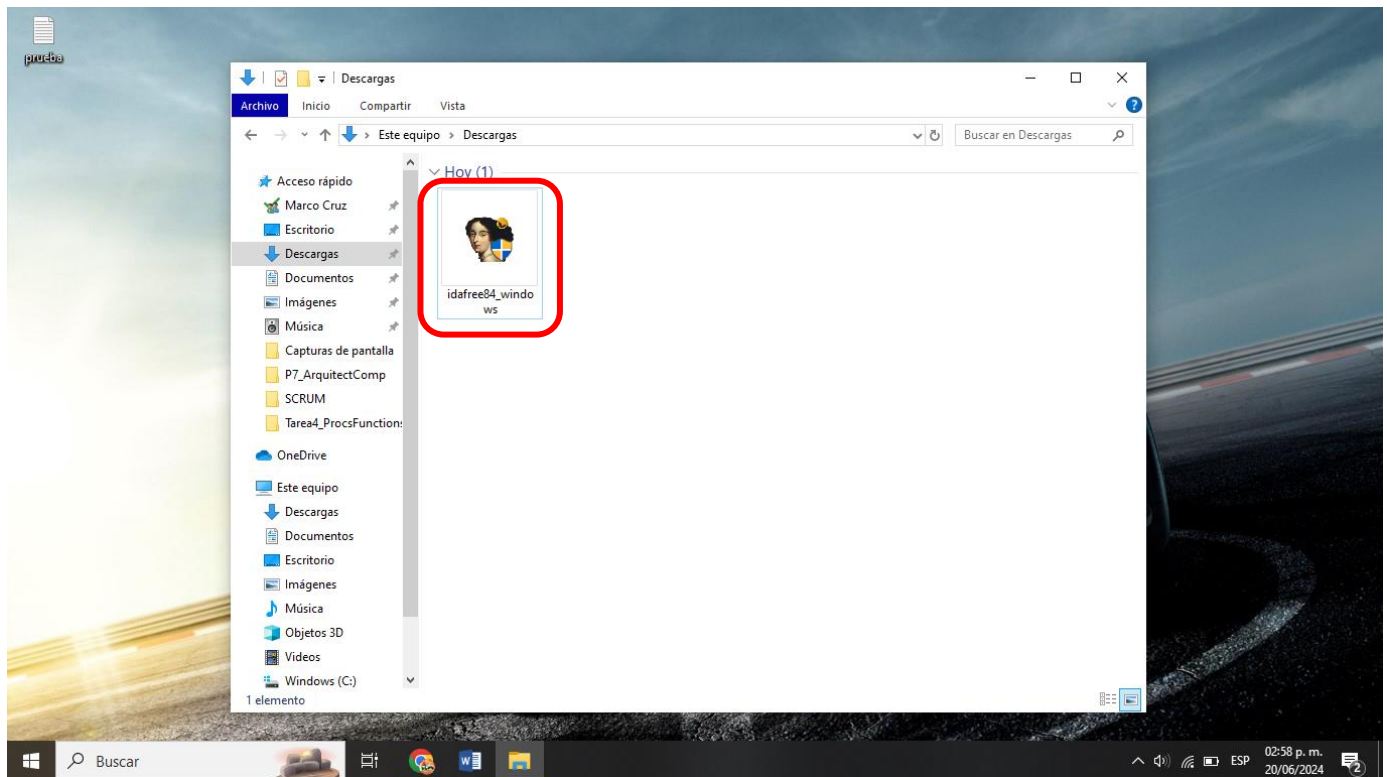 prueba
Descargas
Archivo Inicio Compartir Vista
Este equipo > Descargas
Buscar en Descargas
Hoy (1)
Acceso rápido
Marco Cruz
Escritorio
Descargas
Documentos
Imágenes
Música
Capturas de pantalla
P7_ArquitectComp
SCRUM
Tarea4_ProcsFunction
OneDrive
Este equipo
Descargas
Documentos
Escritorio
Imágenes
Música
Objetos 3D
Videos
Windows (C:)
idafree84_windo
ws
1 elemento
Buscar
ESP
02:58 p. m.
20/06/2024
2